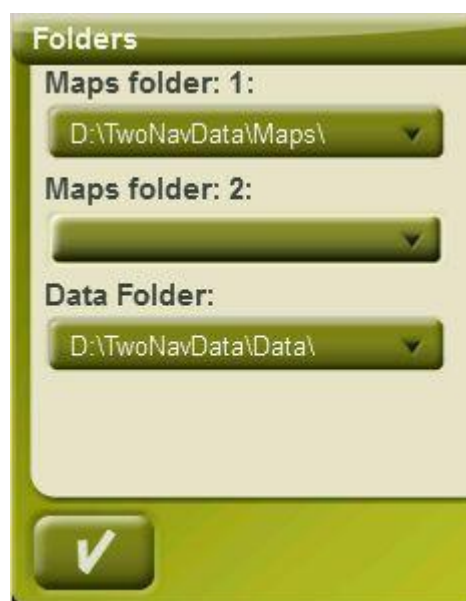 Folders
Maps folder: 1:
D:\TwoNavData\Maps\
Maps folder: 2:
Data Folder:
D:\TwoNavData\Data\